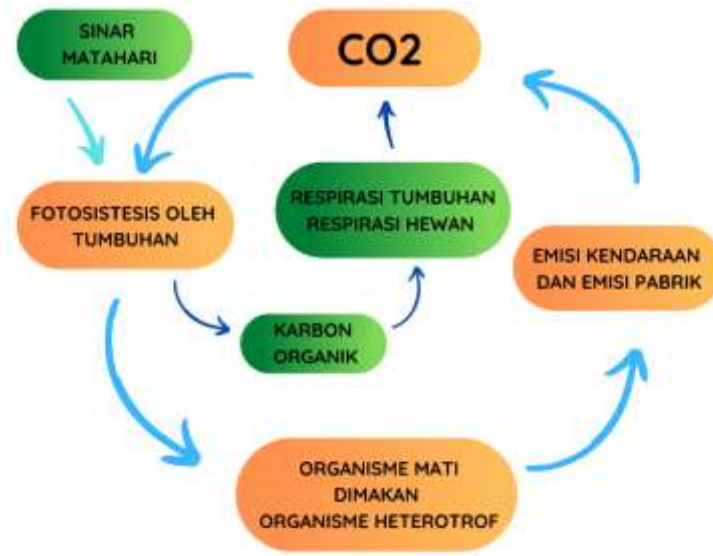 SINAR
MATAHARI
CO2
FOTOSISTESIS OLEH
TUMBUHAN
RESPIRASI TUMBUHAN
RESPIRASI HEWAN
EMISI KENDARAAN
DAN EMISI PABRIK
KARBON
ORGANIK
ORGANISME MATI
DIMAKAN
ORGANISME HETEROTROF